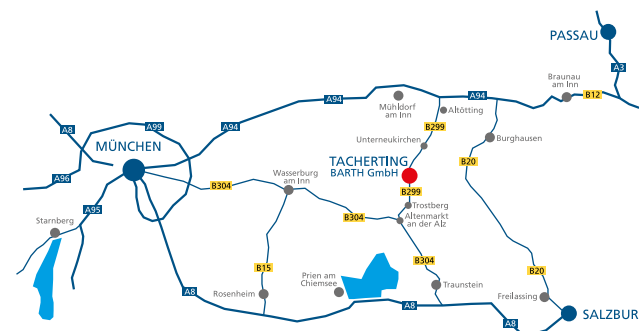 PASSAU
A3
Braunau
am Inn
B12
A94
A94
Mühldorf
am Inn
Altötting
A8
A99
A94
B299
Burghausen
Unterneukirchen
MÜNCHEN
TACHERTING
BARTH GmbH
B20
A96
B304
Wasserburg
am Inn
B299
Trostberg
A95
B304
Altenmarkt
an der Alz
Starnberg
B304
B15
B20
Prien am
Chiemsee
Traunstein
Freilassing
A8
Rosenheim
A8
SALZBUR
A8